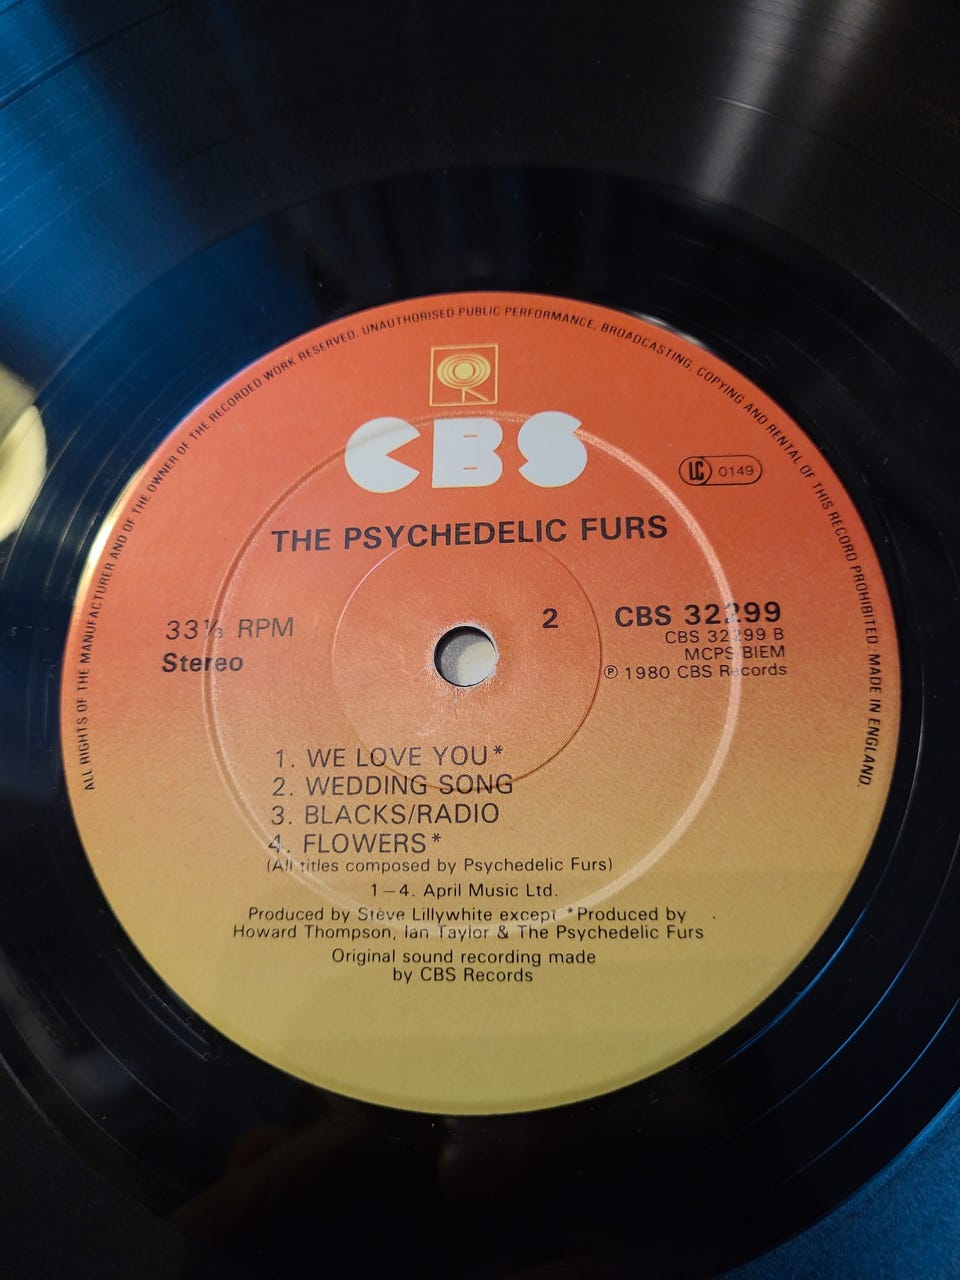 ALL RIGHTS OF THE MANUFACTURER AND OF THE OWNER OF THE RECORDED WORK RESERVED. UNAUTHORISED PUBLIC PERFORMANCE, BROADCASTING, COPYING AND RENTAL OF THIS RECORD PROHIBITED. MADE IN ENGLAND.
CBS
LC 0149
THE PSYCHEDELIC FURS
33⅓ RPM
Stereo
2
CBS 32299
CBS 32299 B
MCPS/BIEM
℗ 1980 CBS Records
1. WE LOVE YOU*
2. WEDDING SONG
3. BLACKS/RADIO
4. FLOWERS*
(All titles composed by Psychedelic Furs)
1–4. April Music Ltd.
Produced by Steve Lillywhite except *Produced by
Howard Thompson, Ian Taylor & The Psychedelic Furs
Original sound recording made
by CBS Records